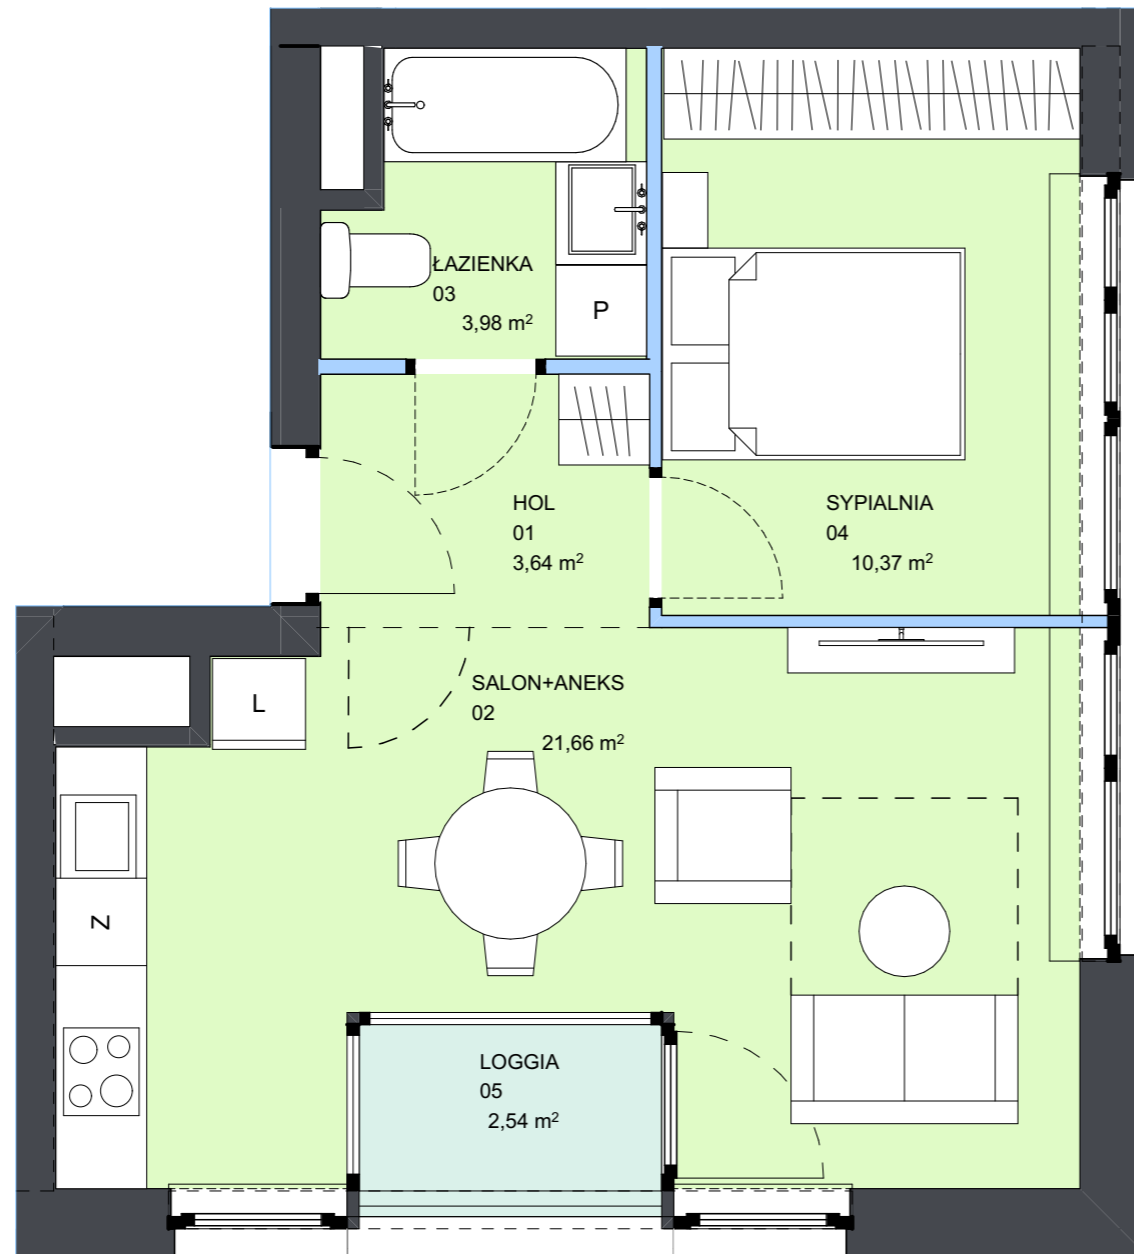 ŁAZIENKA
03
3,98 m²
P
HOL
01
3,64 m²
SYPIALNIA
04
10,37 m²
L
SALON+ANEKS
02
21,66 m²
Z
LOGGIA
05
2,54 m²